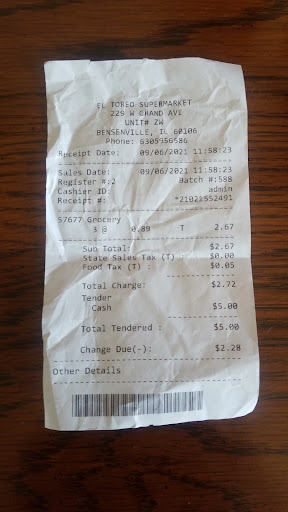 EL TOREO SUPERMARKET
229 W GRAND AVE
UNIT# ZW
BENSENVILLE, IL 60106
Phone: 6305956586
Receipt Date: 09/06/2021 11:58:23
Sales Date: 09/06/2021 11:58:23
Register #:2 Batch #:588
Cashier ID: admin
Receipt #: *21021552491
57677 Grocery
3 @ 0.89 T 2.67
Sub Total: $2.67
State Sales Tax (T) : $0.00
Food Tax (T) : $0.05
Total Charge: $2.72
Tender
Cash $5.00
Total Tendered : $5.00
Change Due(-): $2.28
Other Details